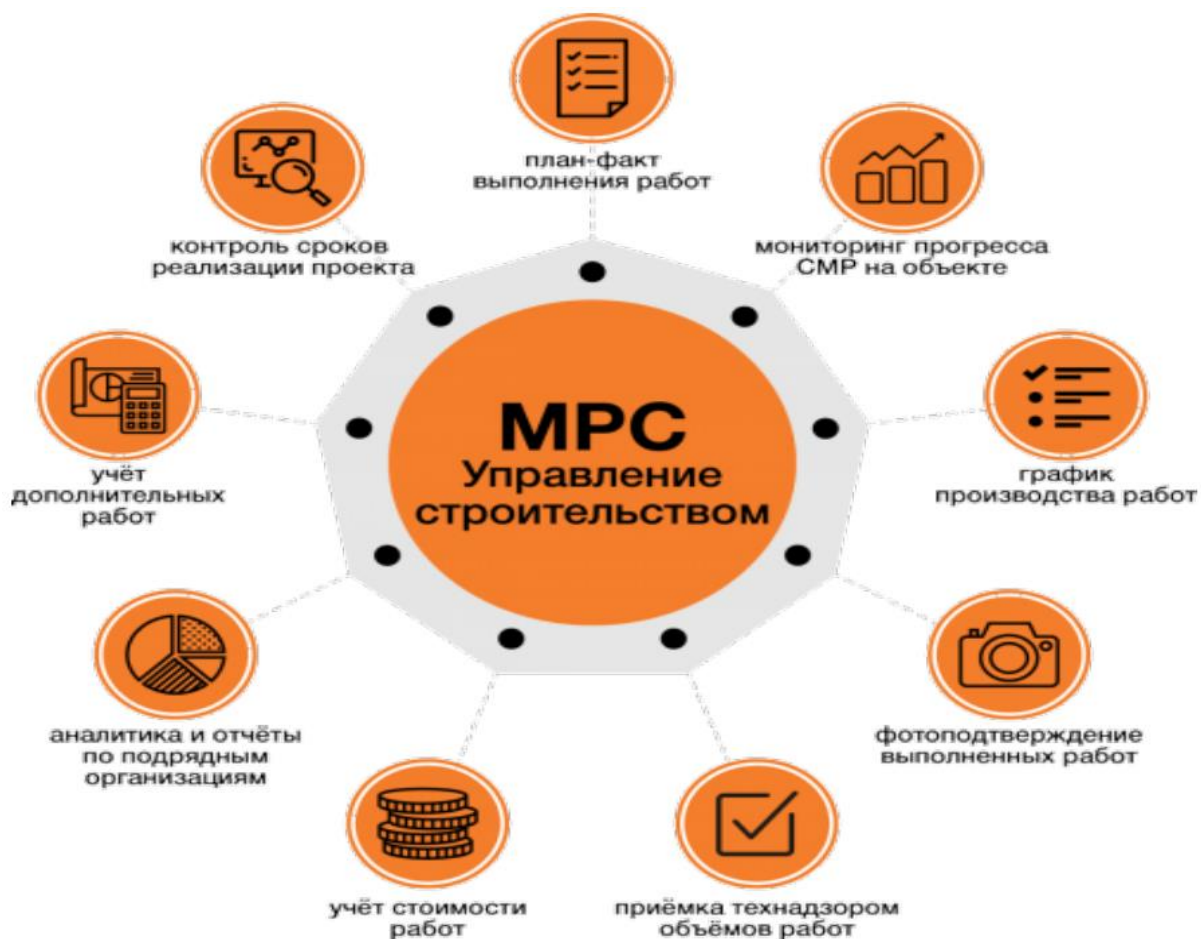 план-факт
выполнения работ
контроль сроков
реализации проекта
мониторинг прогресса
СМР на объекте
МРС
Управление
строительством
учёт
дополнительных
работ
график
производства работ
аналитика и отчёты
по подрядным
организациям
фотоподтверждение
выполненных работ
учёт стоимости
работ
приёмка технадзором
объёмов работ